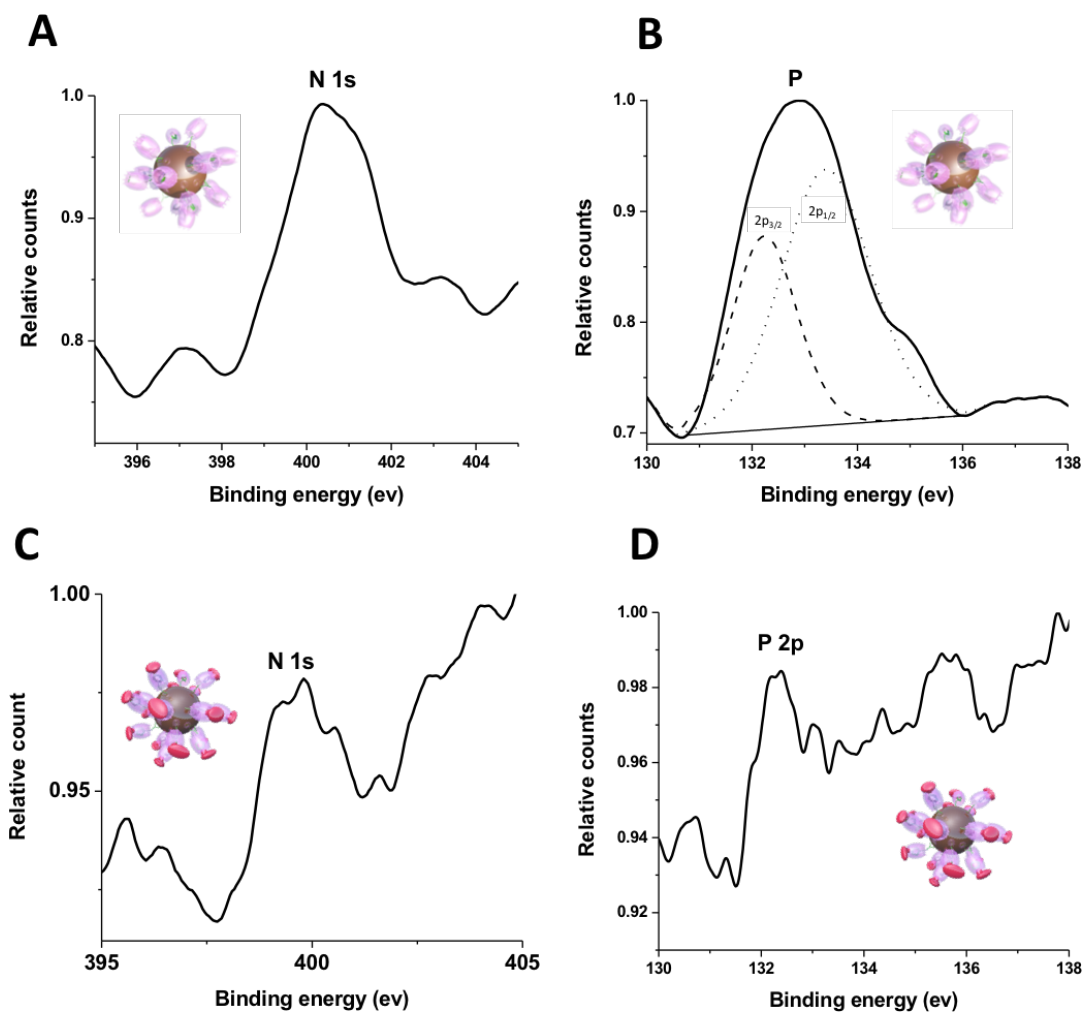 A
N 1s
1.0
0.9
0.8
Relative counts
396 398 400 402 404
Binding energy (ev)
B
P
1.0
0.9
0.8
0.7
Relative counts
2p3/2
2p1/2
130 132 134 136 138
Binding energy (ev)
C
1.00
0.95
Relative count
N 1s
395 400 405
Binding energy (ev)
D
1.00
0.98
0.96
0.94
0.92
Relative counts
P 2p
130 132 134 136 138
Binding energy (ev)